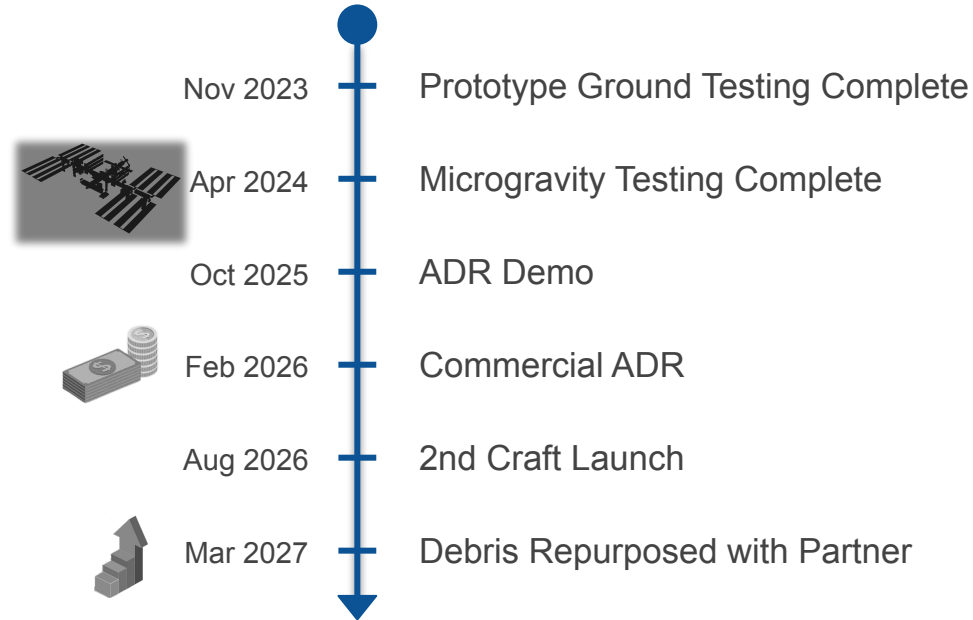 Nov 2023 Prototype Ground Testing Complete
Apr 2024 Microgravity Testing Complete
Oct 2025 ADR Demo
Feb 2026 Commercial ADR
Aug 2026 2nd Craft Launch
Mar 2027 Debris Repurposed with Partner